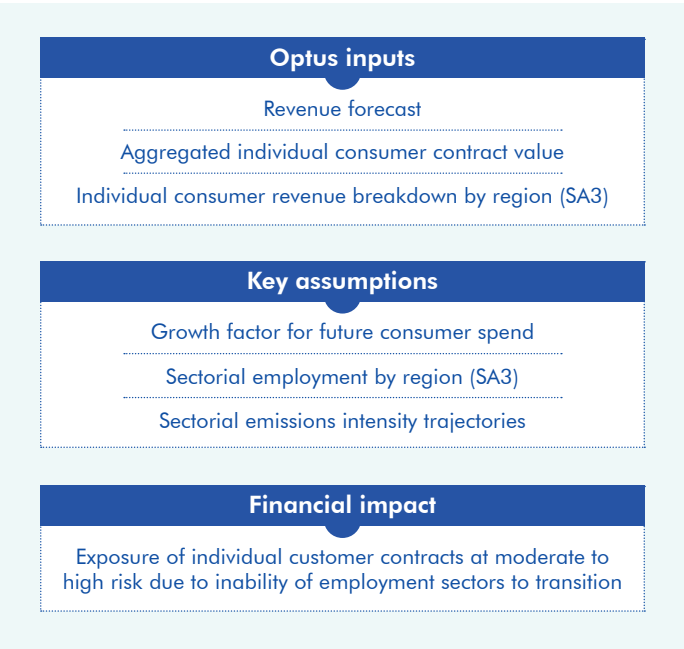 Optus inputs
Revenue forecast
Aggregated individual consumer contract value
Individual consumer revenue breakdown by region (SA3)
Key assumptions
Growth factor for future consumer spend
Sectorial employment by region (SA3)
Sectorial emissions intensity trajectories
Financial impact
Exposure of individual customer contracts at moderate to
high risk due to inability of employment sectors to transition